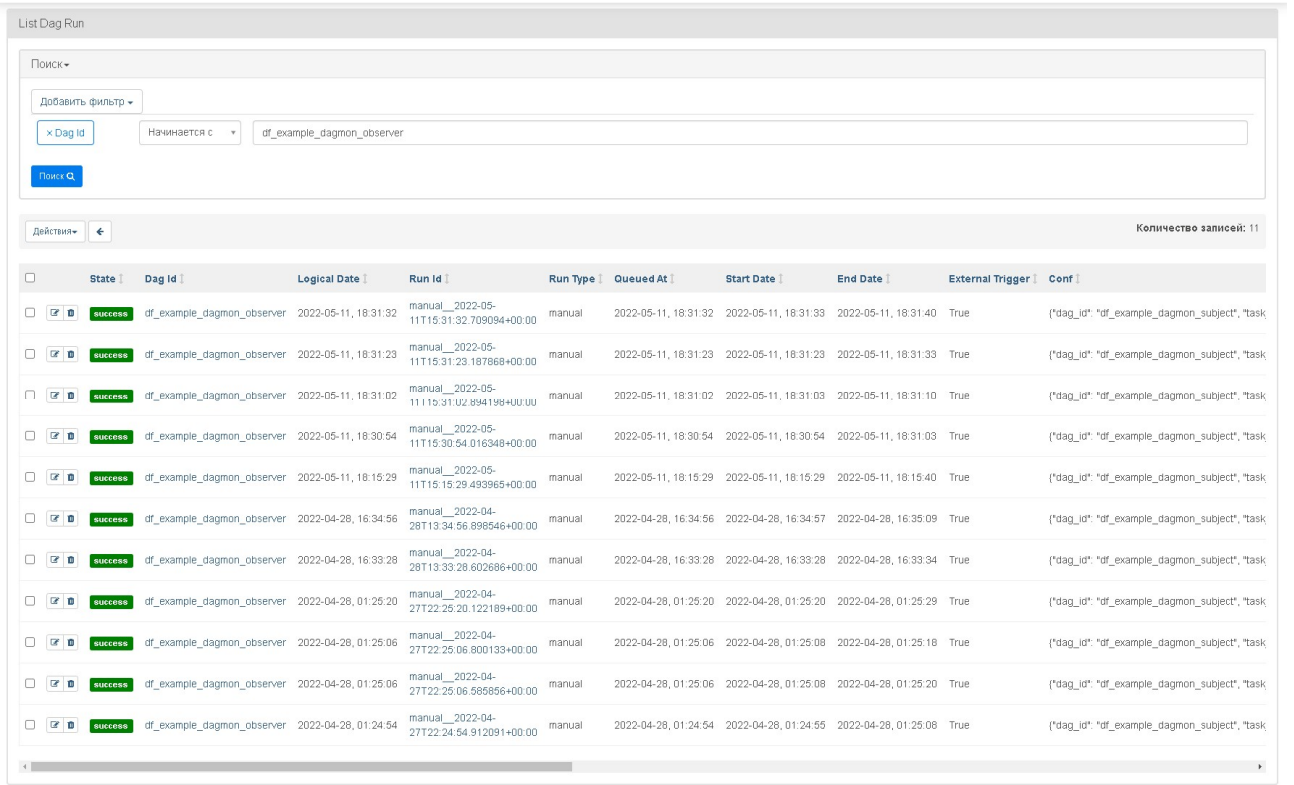 List Dag Run
Поиск
Добавить фильтр
× Dag Id Начинается с df_example_dagmon_observer
Поиск
Действия Количество записей: 11
State Dag Id Logical Date Run Id Run Type Queued At Start Date End Date External Trigger Conf
success df_example_dagmon_observer 2022-05-11, 18:31:32 manual__2022-05-11T15:31:32.709094+00:00 manual 2022-05-11, 18:31:32 2022-05-11, 18:31:33 2022-05-11, 18:31:40 True {"dag_id": "df_example_dagmon_subject", "task
success df_example_dagmon_observer 2022-05-11, 18:31:23 manual__2022-05-11T15:31:23.187868+00:00 manual 2022-05-11, 18:31:23 2022-05-11, 18:31:23 2022-05-11, 18:31:33 True {"dag_id": "df_example_dagmon_subject", "task
success df_example_dagmon_observer 2022-05-11, 18:31:02 manual__2022-05-11T15:31:02.894198+00:00 manual 2022-05-11, 18:31:02 2022-05-11, 18:31:03 2022-05-11, 18:31:10 True {"dag_id": "df_example_dagmon_subject", "task
success df_example_dagmon_observer 2022-05-11, 18:30:54 manual__2022-05-11T15:30:54.016348+00:00 manual 2022-05-11, 18:30:54 2022-05-11, 18:30:54 2022-05-11, 18:31:03 True {"dag_id": "df_example_dagmon_subject", "task
success df_example_dagmon_observer 2022-05-11, 18:15:29 manual__2022-05-11T15:15:29.493965+00:00 manual 2022-05-11, 18:15:29 2022-05-11, 18:15:29 2022-05-11, 18:15:40 True {"dag_id": "df_example_dagmon_subject", "task
success df_example_dagmon_observer 2022-04-28, 16:34:56 manual__2022-04-28T13:34:56.898546+00:00 manual 2022-04-28, 16:34:56 2022-04-28, 16:34:57 2022-04-28, 16:35:09 True {"dag_id": "df_example_dagmon_subject", "task
success df_example_dagmon_observer 2022-04-28, 16:33:28 manual__2022-04-28T13:33:28.602686+00:00 manual 2022-04-28, 16:33:28 2022-04-28, 16:33:28 2022-04-28, 16:33:34 True {"dag_id": "df_example_dagmon_subject", "task
success df_example_dagmon_observer 2022-04-28, 01:25:20 manual__2022-04-27T22:25:20.122189+00:00 manual 2022-04-28, 01:25:20 2022-04-28, 01:25:20 2022-04-28, 01:25:29 True {"dag_id": "df_example_dagmon_subject", "task
success df_example_dagmon_observer 2022-04-28, 01:25:06 manual__2022-04-27T22:25:06.800133+00:00 manual 2022-04-28, 01:25:06 2022-04-28, 01:25:08 2022-04-28, 01:25:18 True {"dag_id": "df_example_dagmon_subject", "task
success df_example_dagmon_observer 2022-04-28, 01:25:06 manual__2022-04-27T22:25:06.585856+00:00 manual 2022-04-28, 01:25:06 2022-04-28, 01:25:08 2022-04-28, 01:25:20 True {"dag_id": "df_example_dagmon_subject", "task
success df_example_dagmon_observer 2022-04-28, 01:24:54 manual__2022-04-27T22:24:54.912091+00:00 manual 2022-04-28, 01:24:54 2022-04-28, 01:24:55 2022-04-28, 01:25:08 True {"dag_id": "df_example_dagmon_subject", "task